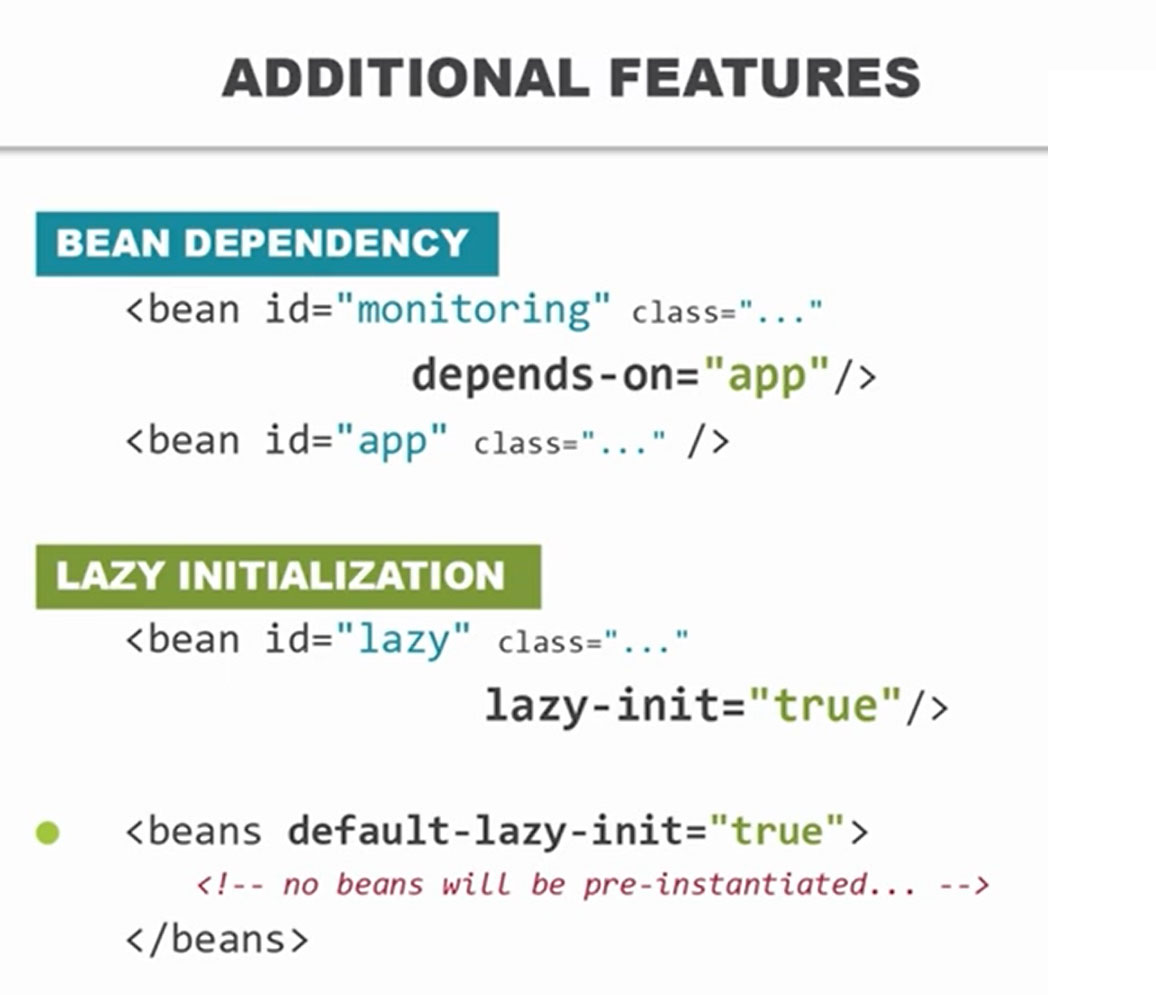 ADDITIONAL FEATURES
BEAN DEPENDENCY
<bean id="monitoring" class="..."
depends-on="app"/>
<bean id="app" class="..." />
LAZY INITIALIZATION
<bean id="lazy" class="..."
lazy-init="true"/>
<beans default-lazy-init="true">
<!-- no beans will be pre-instantiated... -->
</beans>